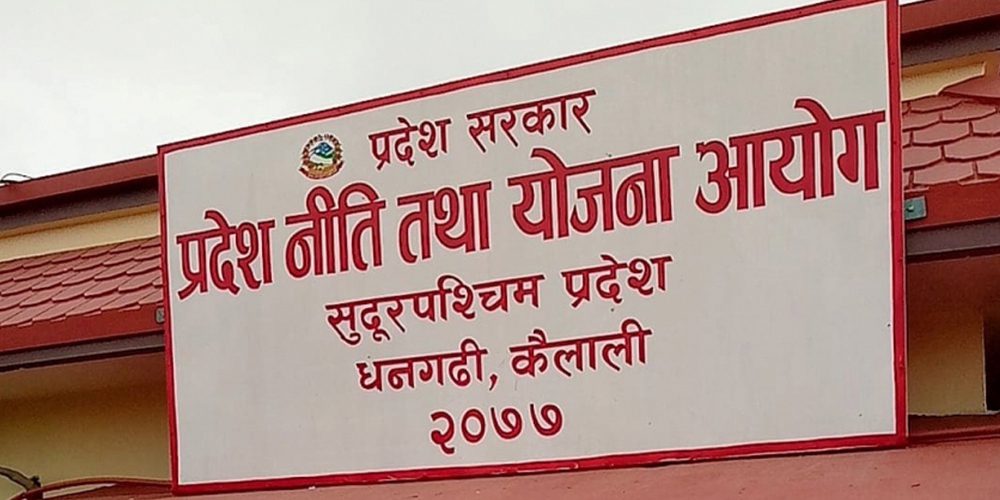 प्रदेश सरकार
प्रदेश नीति तथा योजना आयोग
सुदूरपश्चिम प्रदेश
धनगढी, कैलाली
२०७७